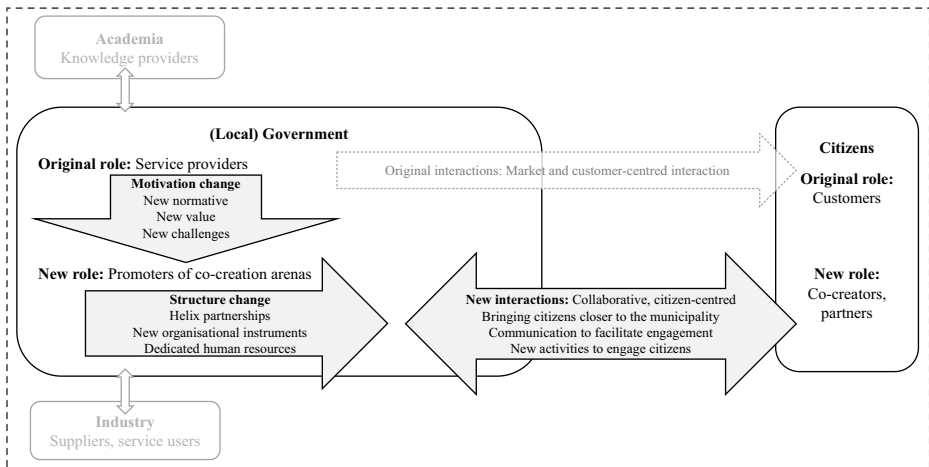 Academia
Knowledge providers
(Local) Government
Original role: Service providers
Motivation change
New normative
New value
New challenges
New role: Promoters of co-creation arenas
Structure change
Helix partnerships
New organisational instruments
Dedicated human resources
Original interactions: Market and customer-centred interaction
New interactions: Collaborative, citizen-centred
Bringing citizens closer to the municipality
Communication to facilitate engagement
New activities to engage citizens
Citizens
Original role:
Customers
New role:
Co-creators,
partners
Industry
Suppliers, service users